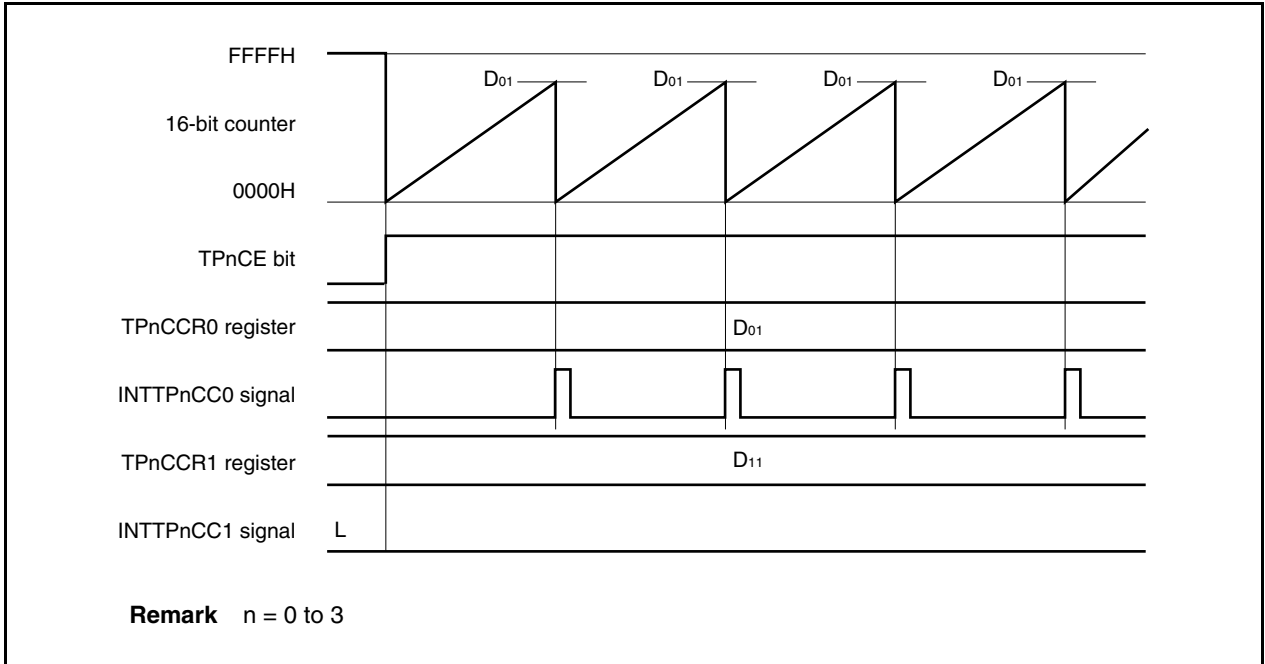 FFFFH
D01 D01 D01 D01
16-bit counter
0000H
TPnCE bit
TPnCCR0 register D01
INTTPnCC0 signal
TPnCCR1 register D11
INTTPnCC1 signal L
Remark n = 0 to 3